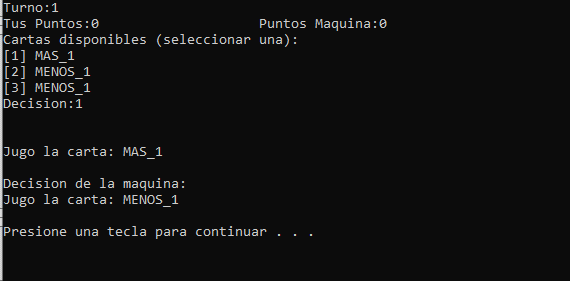 Turno:1
Tus Puntos:0                    Puntos Maquina:0
Cartas disponibles (seleccionar una):
[1] MAS_1
[2] MENOS_1
[3] MENOS_1
Decision:1
Jugo la carta: MAS_1
Decision de la maquina:
Jugo la carta: MENOS_1
Presione una tecla para continuar . . .